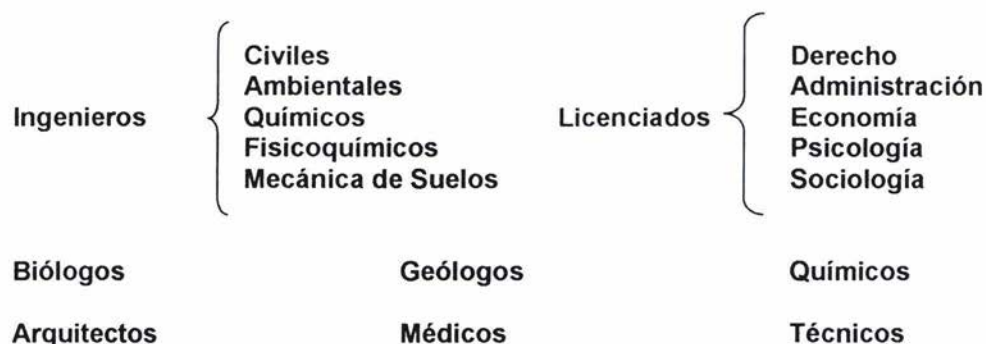 Ingenieros
Civiles
Ambientales
Químicos
Fisicoquímicos
Mecánica de Suelos
Licenciados
Derecho
Administración
Economía
Psicología
Sociología
Biólogos Geólogos Químicos
Arquitectos Médicos Técnicos